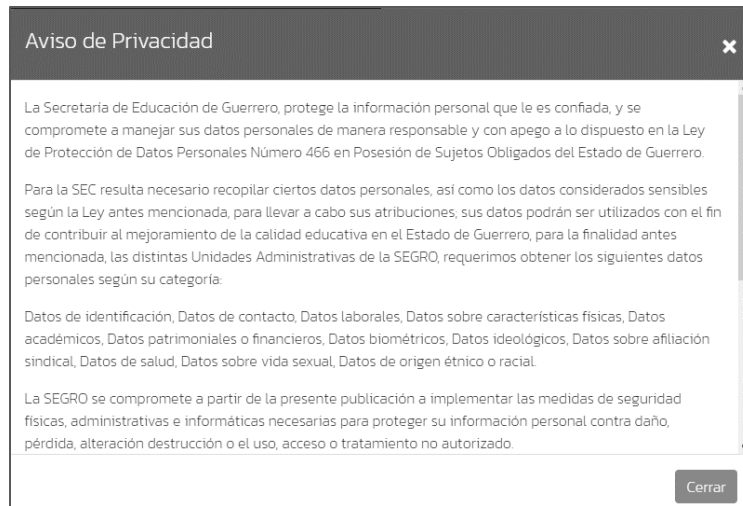 Aviso de Privacidad
La Secretaría de Educación de Guerrero, protege la información personal que le es confiada, y se
compromete a manejar sus datos personales de manera responsable y con apego a lo dispuesto en la Ley
de Protección de Datos Personales Número 466 en Posesión de Sujetos Obligados del Estado de Guerrero.
Para la SEC resulta necesario recopilar ciertos datos personales, así como los datos considerados sensibles
según la Ley antes mencionada, para llevar a cabo sus atribuciones; sus datos podrán ser utilizados con el fin
de contribuir al mejoramiento de la calidad educativa en el Estado de Guerrero, para la finalidad antes
mencionada, las distintas Unidades Administrativas de la SEGRO, requerimos obtener los siguientes datos
personales según su categoría:
Datos de identificación, Datos de contacto, Datos laborales, Datos sobre características físicas, Datos
académicos, Datos patrimoniales o financieros, Datos biométricos, Datos ideológicos, Datos sobre afiliación
sindical, Datos de salud, Datos sobre vida sexual, Datos de origen étnico o racial.
La SEGRO se compromete a partir de la presente publicación a implementar las medidas de seguridad
físicas, administrativas e informáticas necesarias para proteger su información personal contra daño,
pérdida, alteración destrucción o el uso, acceso o tratamiento no autorizado.
Cerrar